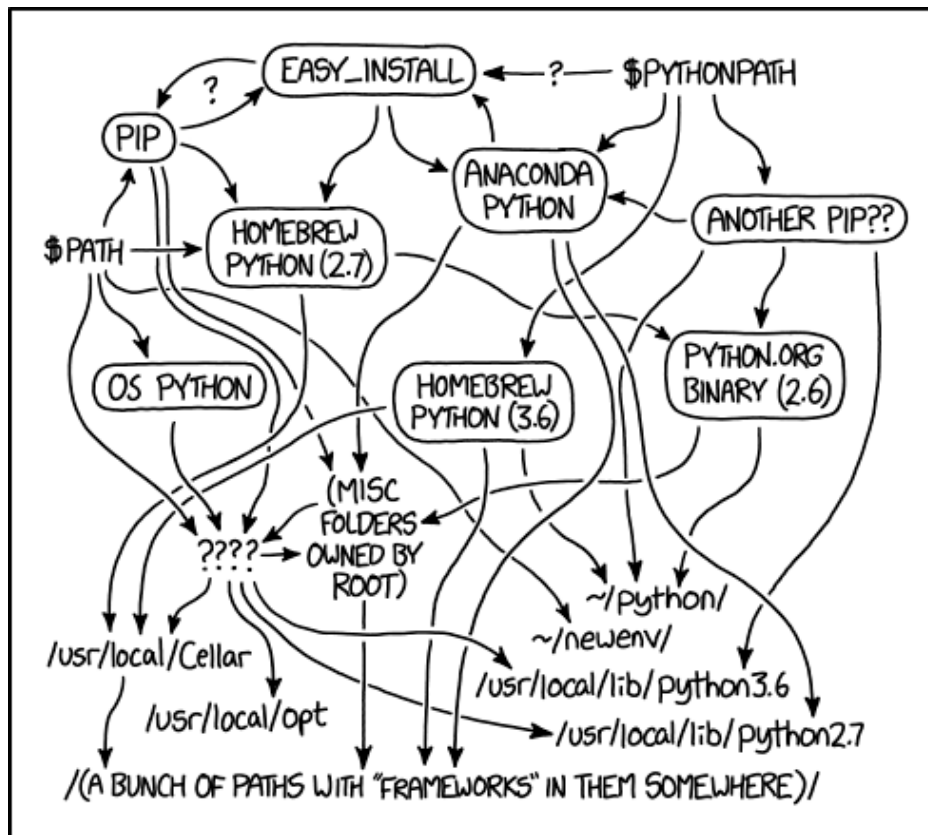 EASY_INSTALL
?
$PYTHONPATH
?
PIP
ANACONDA
PYTHON
ANOTHER PIP??
HOMEBREW
PYTHON (2.7)
$PATH
OS PYTHON
HOMEBREW
PYTHON (3.6)
PYTHON.ORG
BINARY (2.6)
(MISC
FOLDERS
OWNED BY
ROOT)
????
~/python/
~/newenv/
/usr/local/Cellar
/usr/local/lib/python3.6
/usr/local/opt
/usr/local/lib/python2.7
/(A BUNCH OF PATHS WITH "FRAMEWORKS" IN THEM SOMEWHERE)/